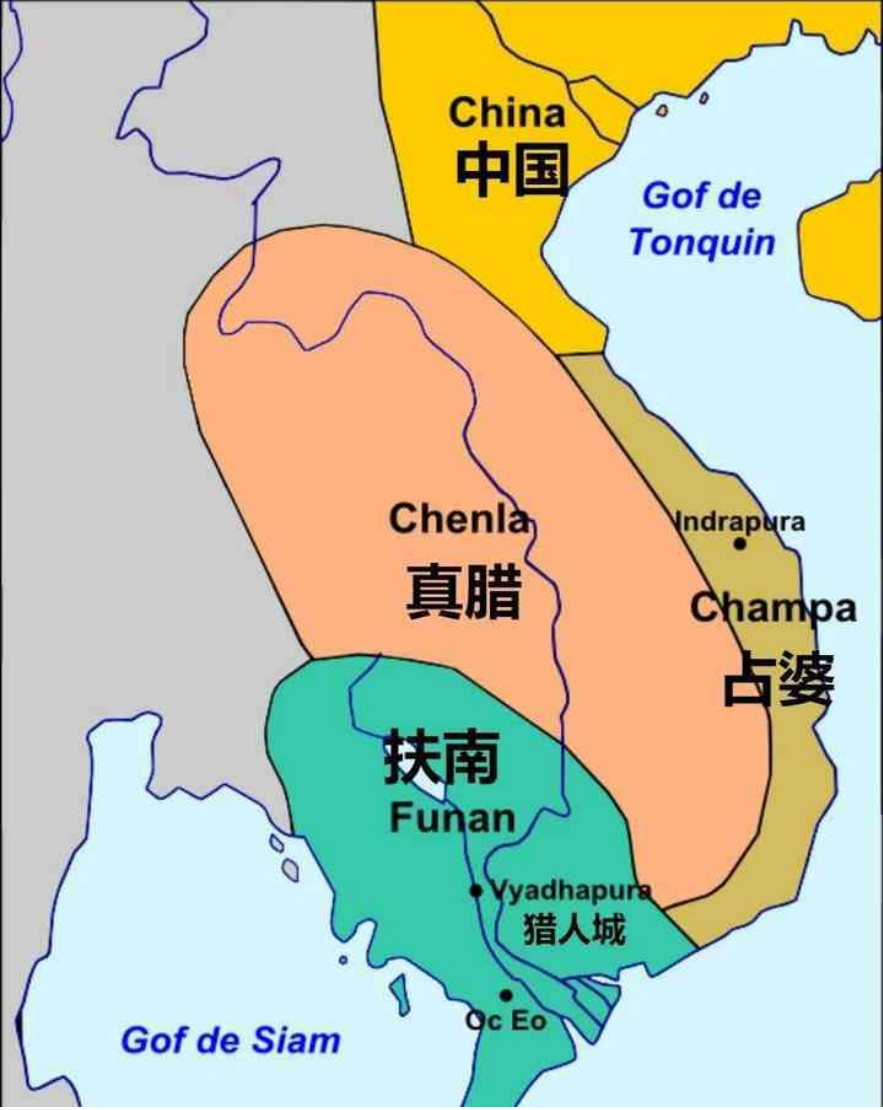 China
中国
Gof de
Tonquin
Chenla
真腊
Indrapura
Champa
占婆
扶南
Funan
Vyadhapura
猎人城
Oc Eo
Gof de Siam